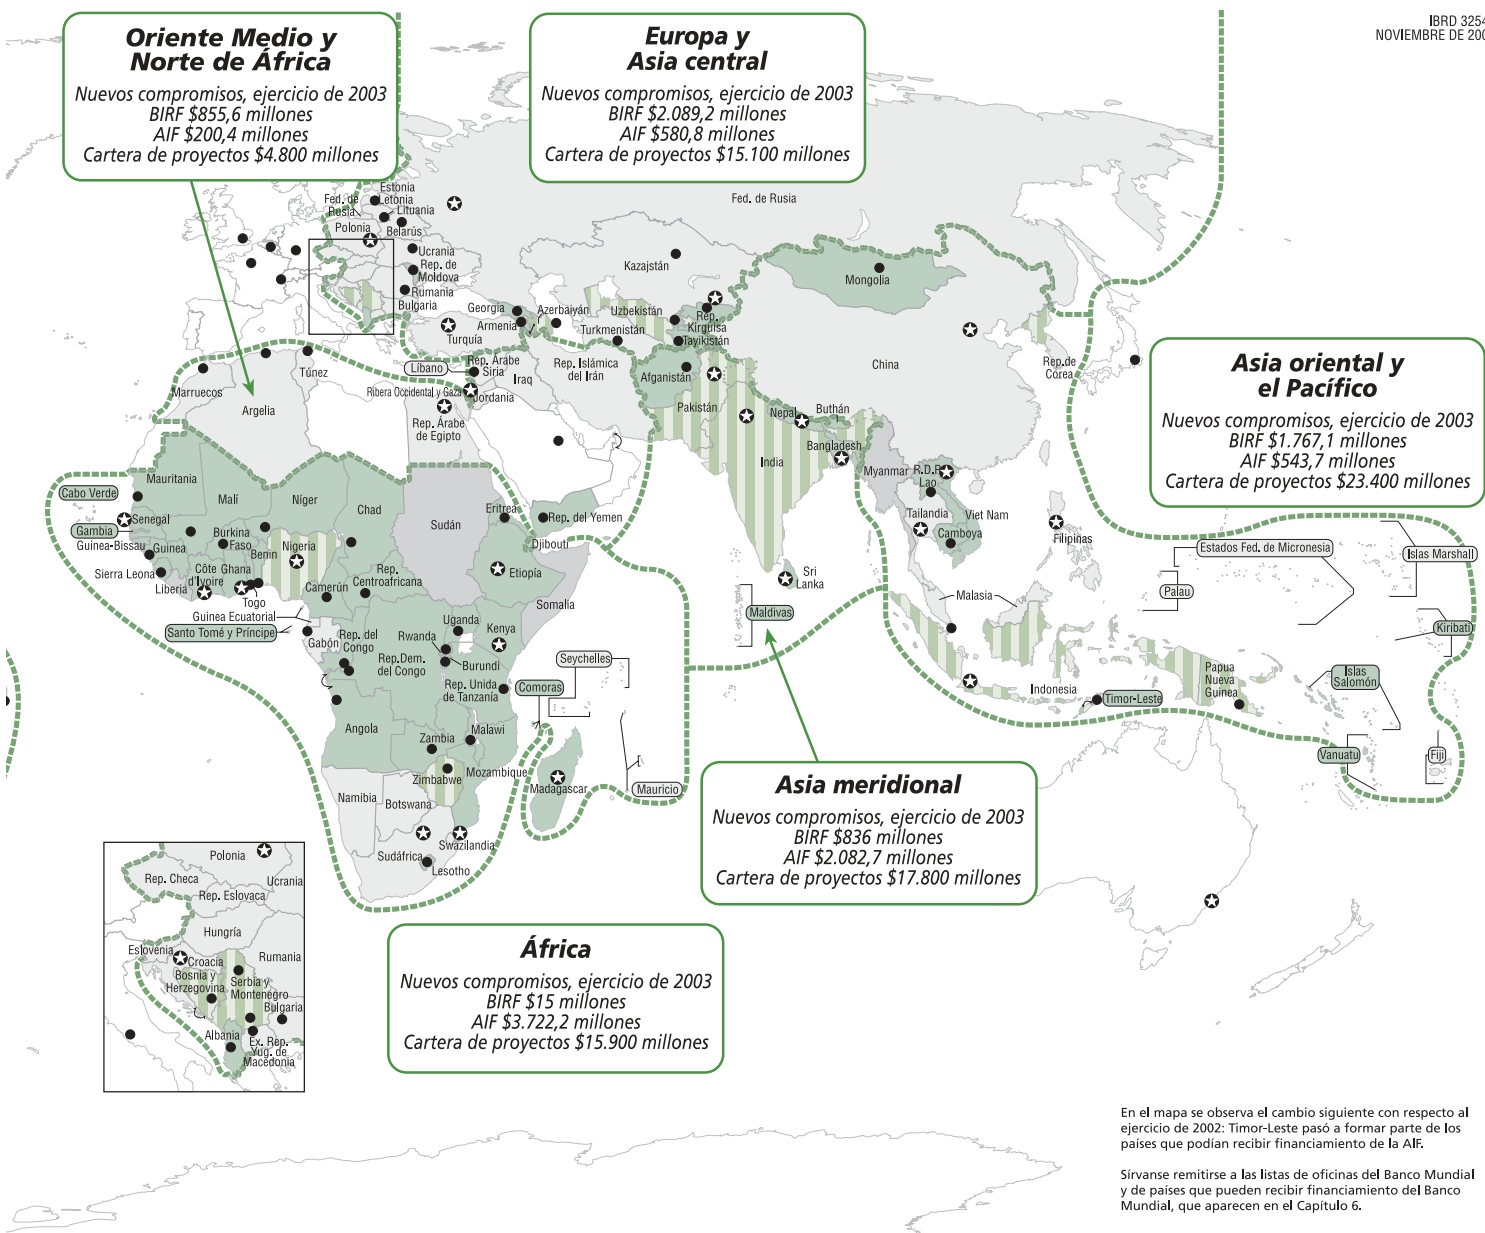 IBRD 3254
NOVIEMBRE DE 200
Oriente Medio y
Norte de África
Nuevos compromisos, ejercicio de 2003
BIRF $855,6 millones
AIF $200,4 millones
Cartera de proyectos $4.800 millones
Europa y
Asia central
Nuevos compromisos, ejercicio de 2003
BIRF $2.089,2 millones
AIF $580,8 millones
Cartera de proyectos $15.100 millones
Asia oriental y
el Pacífico
Nuevos compromisos, ejercicio de 2003
BIRF $1.767,1 millones
AIF $543,7 millones
Cartera de proyectos $23.400 millones
Asia meridional
Nuevos compromisos, ejercicio de 2003
BIRF $836 millones
AIF $2.082,7 millones
Cartera de proyectos $17.800 millones
África
Nuevos compromisos, ejercicio de 2003
BIRF $15 millones
AIF $3.722,2 millones
Cartera de proyectos $15.900 millones
Estonia
Letonia
Fed. de
Rusia
Lituania
Polonia
Belarús
Ucrania
Rep. de
Moldova
Rumania
Bulgaria
Fed. de Rusia
Kazajstán
Mongolia
Georgia
Azerbaiyán
Armenia
Turquía
Uzbekistán
Turkmenistán
Rep.
Kirguisa
Tayikistán
China
Rep.de
Corea
Líbano
Rep. Árabe
Siria
Iraq
Rep. Islámica
del Irán
Afganistán
Ribera Occidental y Gaza
Jordania
Rep. Árabe
de Egipto
Marruecos
Túnez
Argelia
Pakistán
Nepal
Buthán
Bangladesh
India
Myanmar
R.D.P.
Lao
Tailandia
Viet Nam
Camboya
Filipinas
Sri
Lanka
Maldivas
Malasia
Indonesia
Timor-Leste
Papua
Nueva
Guinea
Estados Fed. de Micronesia
Islas Marshall
Palau
Kiribati
Islas
Salomón
Vanuatu
Fiji
Cabo Verde
Mauritania
Malí
Níger
Chad
Sudán
Eritrea
Rep. del Yemen
Djibouti
Senegal
Gambia
Guinea-Bissau
Guinea
Burkina
Faso
Benin
Nigeria
Sierra Leona
Liberia
Côte
d'Ivoire
Ghana
Togo
Camerún
Rep.
Centroafricana
Etiopía
Somalia
Guinea Ecuatorial
Santo Tomé y Príncipe
Gabón
Rep. del
Congo
Rep.Dem.
del Congo
Uganda
Rwanda
Kenya
Burundi
Rep. Unida
de Tanzanía
Seychelles
Comoras
Angola
Zambia
Malawi
Mozambique
Zimbabwe
Madagascar
Mauricio
Namibia
Botswana
Swazilandia
Sudáfrica
Lesotho
Polonia
Rep. Checa
Ucrania
Rep. Eslovaca
Hungría
Eslovenia
Croacia
Rumania
Bosnia y
Herzegovina
Serbia y
Montenegro
Bulgaria
Albania
Ex. Rep.
Yug. de
Macedonia
En el mapa se observa el cambio siguiente con respecto al
ejercicio de 2002: Timor-Leste pasó a formar parte de los
países que podían recibir financiamiento de la AIF.
Sírvanse remitirse a las listas de oficinas del Banco Mundial
y de países que pueden recibir financiamiento del Banco
Mundial, que aparecen en el Capítulo 6.